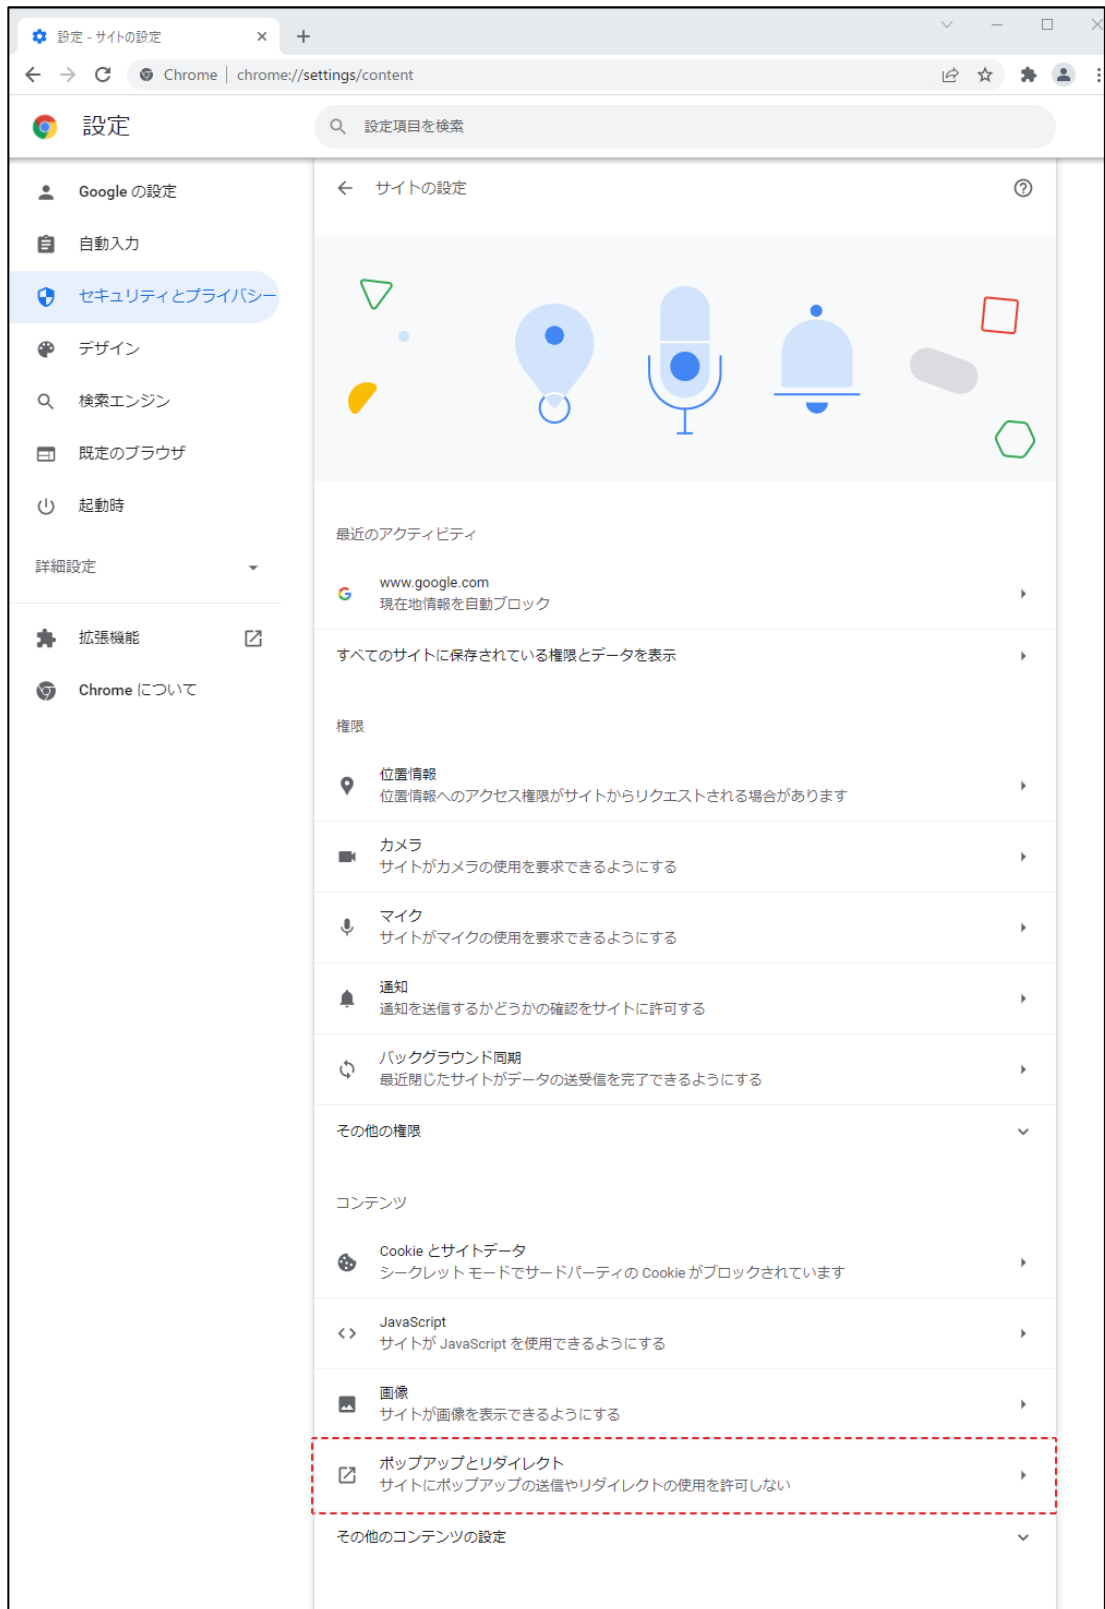 設定 - サイトの設定
Chrome | chrome://settings/content
設定
設定項目を検索
Google の設定
自動入力
セキュリティとプライバシー
デザイン
検索エンジン
既定のブラウザ
起動時
詳細設定
拡張機能
Chrome について
サイトの設定
最近のアクティビティ
www.google.com
現在地情報を自動ブロック
すべてのサイトに保存されている権限とデータを表示
権限
位置情報
位置情報へのアクセス権限がサイトからリクエストされる場合があります
カメラ
サイトがカメラの使用を要求できるようにする
マイク
サイトがマイクの使用を要求できるようにする
通知
通知を送信するかどうかの確認をサイトに許可する
バックグラウンド同期
最近閉じたサイトがデータの送受信を完了できるようにする
その他の権限
コンテンツ
Cookie とサイトデータ
シークレット モードでサードパーティの Cookie がブロックされています
JavaScript
サイトが JavaScript を使用できるようにする
画像
サイトが画像を表示できるようにする
ポップアップとリダイレクト
サイトにポップアップの送信やリダイレクトの使用を許可しない
その他のコンテンツの設定